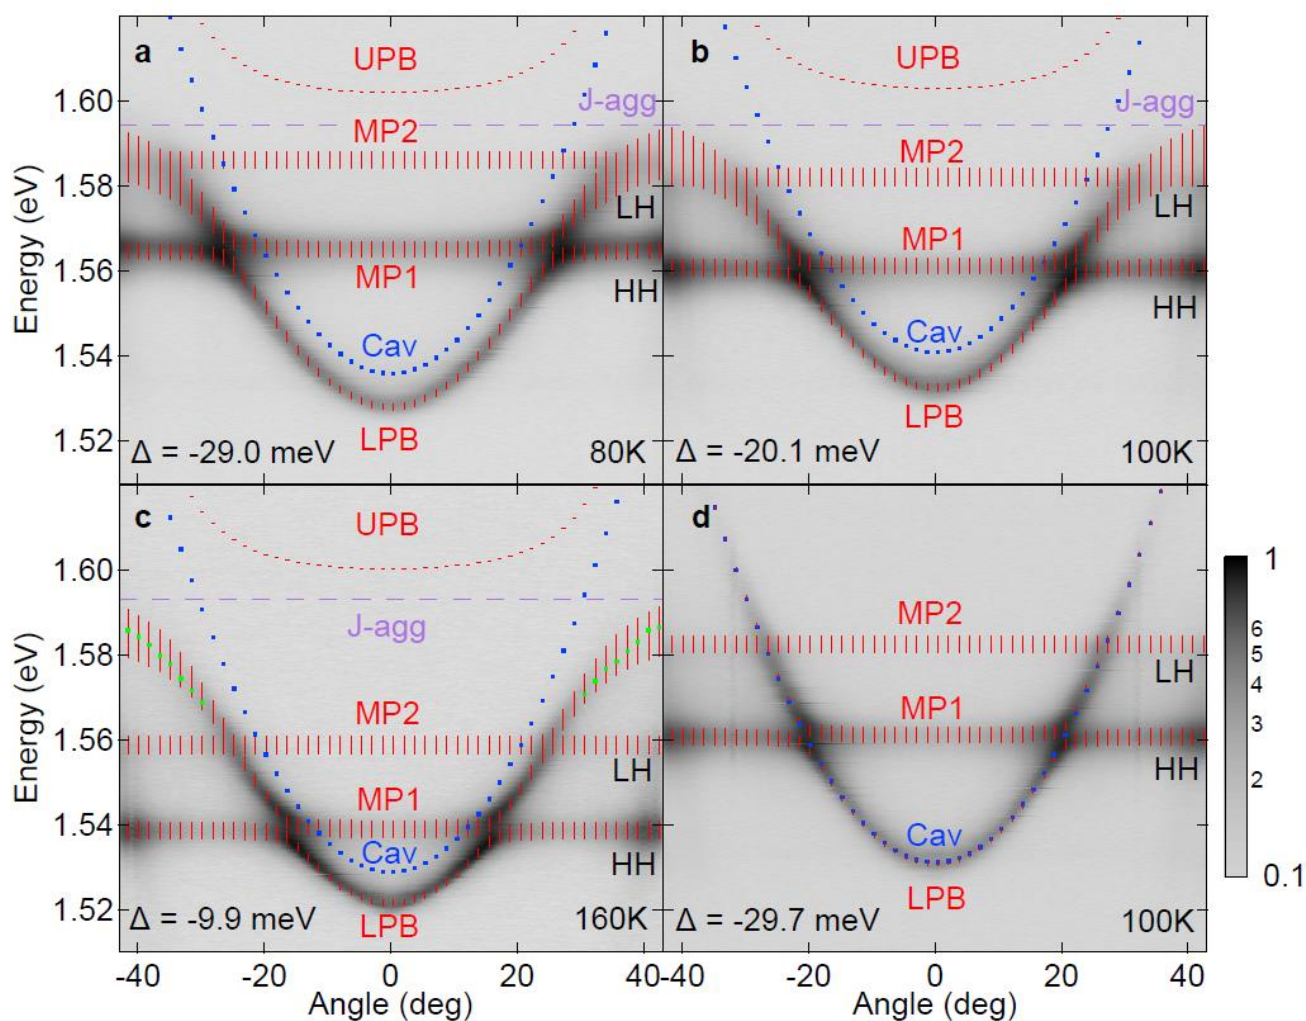 a
UPB
J-agg
MP2
LH
MP1
HH
Cav
LPB
Δ = -29.0 meV
80K
b
UPB
J-agg
MP2
LH
MP1
HH
Cav
LPB
Δ = -20.1 meV
100K
1.60
1.58
1.56
1.54
1.52
Energy (eV)
c
UPB
J-agg
MP2
LH
MP1
HH
Cav
LPB
Δ = -9.9 meV
160K
d
MP2
LH
MP1
HH
Cav
LPB
Δ = -29.7 meV
100K
1.60
1.58
1.56
1.54
1.52
Energy (eV)
-40 -20 0 20 40
Angle (deg)
-40 -20 0 20 40
Angle (deg)
1
6
5
4
3
2
0.1